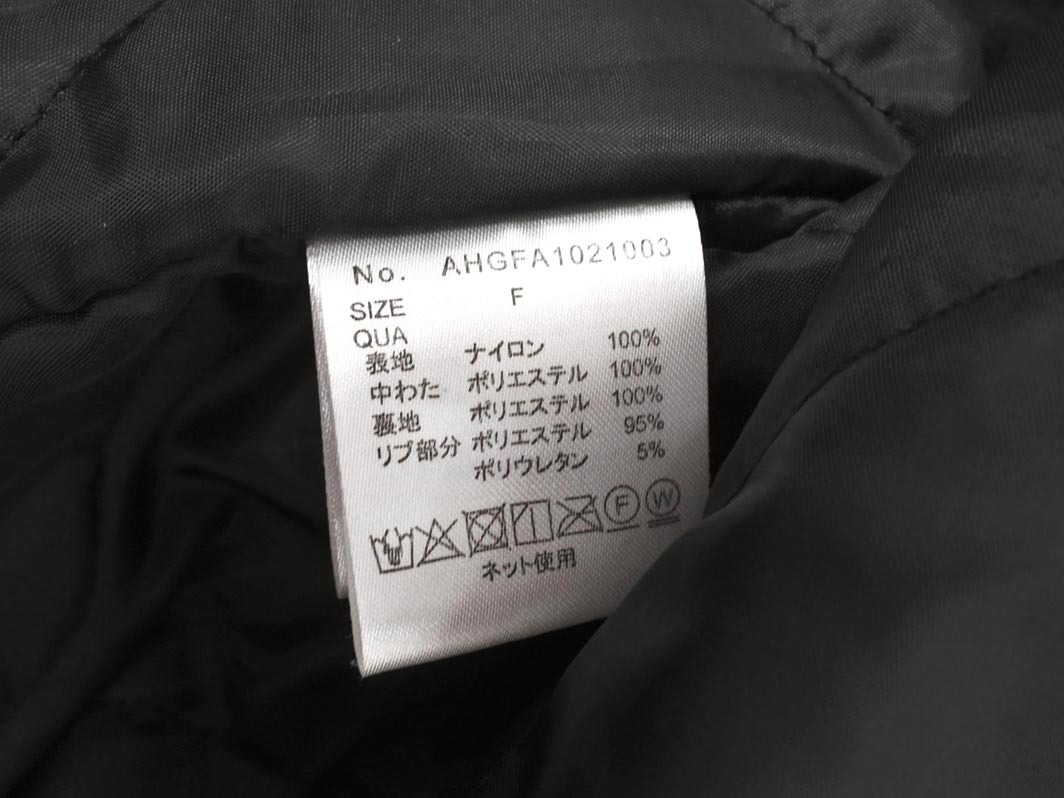 No. AHGFA1021003
SIZE F
QUA
表地 ナイロン 100%
中わた ポリエステル 100%
裏地 ポリエステル 100%
リブ部分 ポリエステル 95%
ポリウレタン 5%
F W
ネット使用